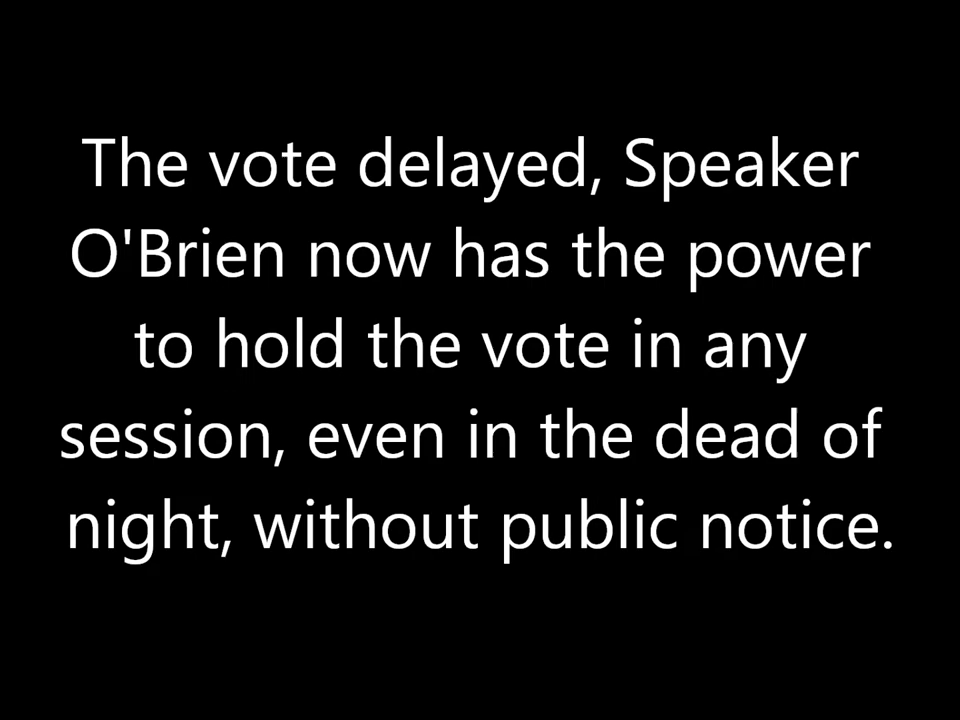 The vote delayed, Speaker
O'Brien now has the power
to hold the vote in any
session, even in the dead of
night, without public notice.